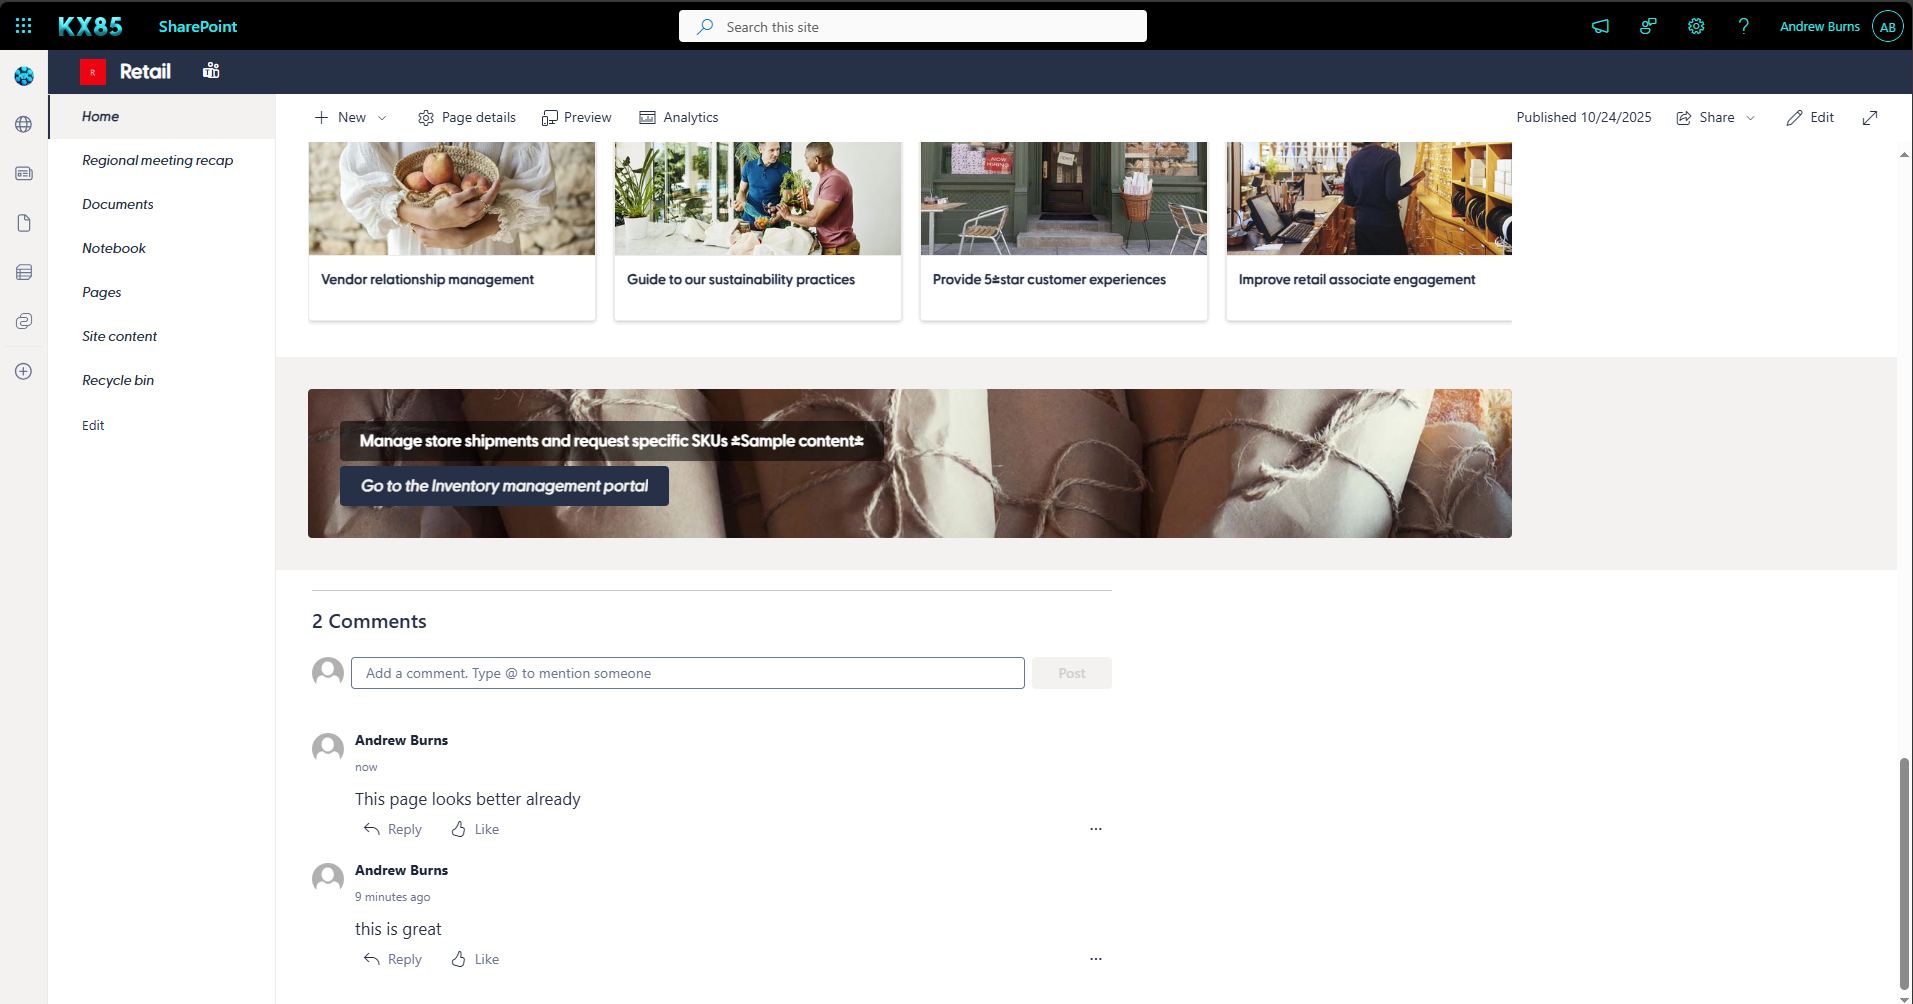 KX85
SharePoint
Search this site
Andrew Burns
AB
R
Retail
Home
Regional meeting recap
Documents
Notebook
Pages
Site content
Recycle bin
Edit
New
Page details
Preview
Analytics
Published 10/24/2025
Share
Edit
NOW
HIRING
Vendor relationship management
Guide to our sustainability practices
Provide 5±star customer experiences
Improve retail associate engagement
Manage store shipments and request specific SKUs ±Sample content±
Go to the Inventory management portal
2 Comments
Add a comment. Type @ to mention someone
Post
Andrew Burns
now
This page looks better already
Reply
Like
...
Andrew Burns
9 minutes ago
this is great
Reply
Like
...